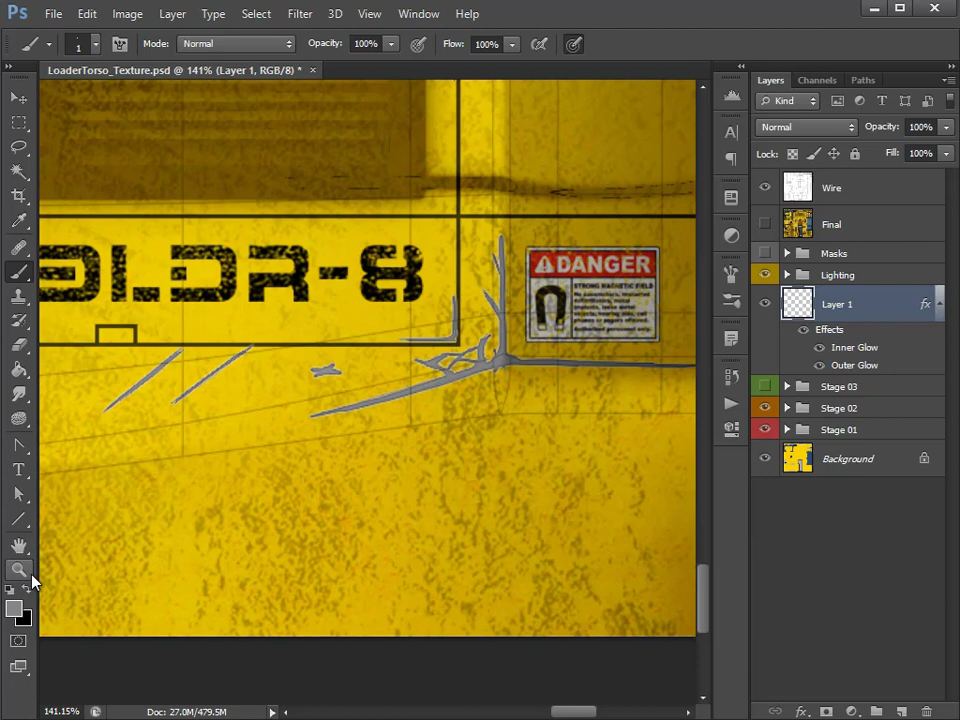 Ps File Edit Image Layer Type Select Filter 3D View Window Help
1 Mode: Normal Opacity: 100% Flow: 100%
LoaderTorso_Texture.psd @ 141% (Layer 1, RGB/8) * ×
Layers Channels Paths
Kind
Normal Opacity: 100%
Lock: Fill: 100%
Wire
Final
Masks
Lighting
Layer 1 fx
Effects
Inner Glow
Outer Glow
Stage 03
Stage 02
Stage 01
Background
LDR-8
DANGER
STRONG MAGNETIC FIELD
141.15% Doc: 27.0M/479.5M